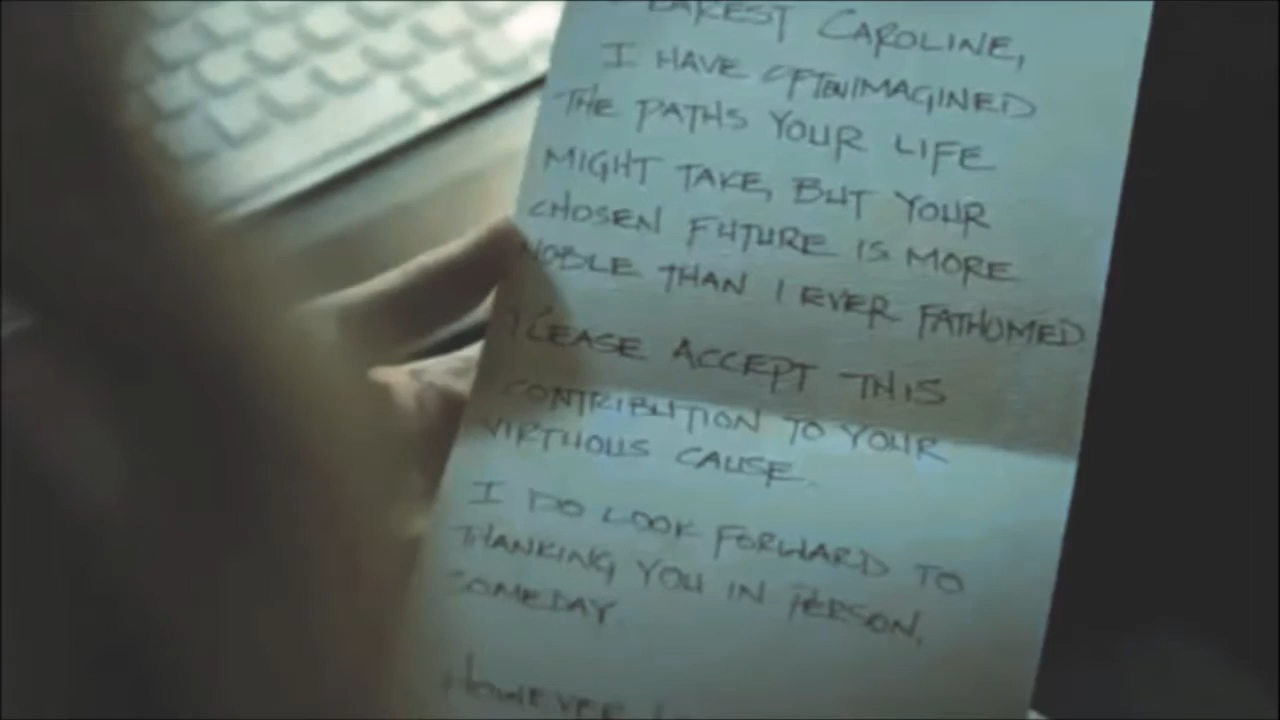 DEAREST CAROLINE,
I HAVE OFTEN IMAGINED
THE PATHS YOUR LIFE
MIGHT TAKE, BUT YOUR
CHOSEN FUTURE IS MORE
NOBLE THAN I EVER FATHOMED
PLEASE ACCEPT THIS
CONTRIBUTION TO YOUR
VIRTUOUS CAUSE.
I DO LOOK FORWARD TO
THANKING YOU IN PERSON,
SOMEDAY
HOWEVER